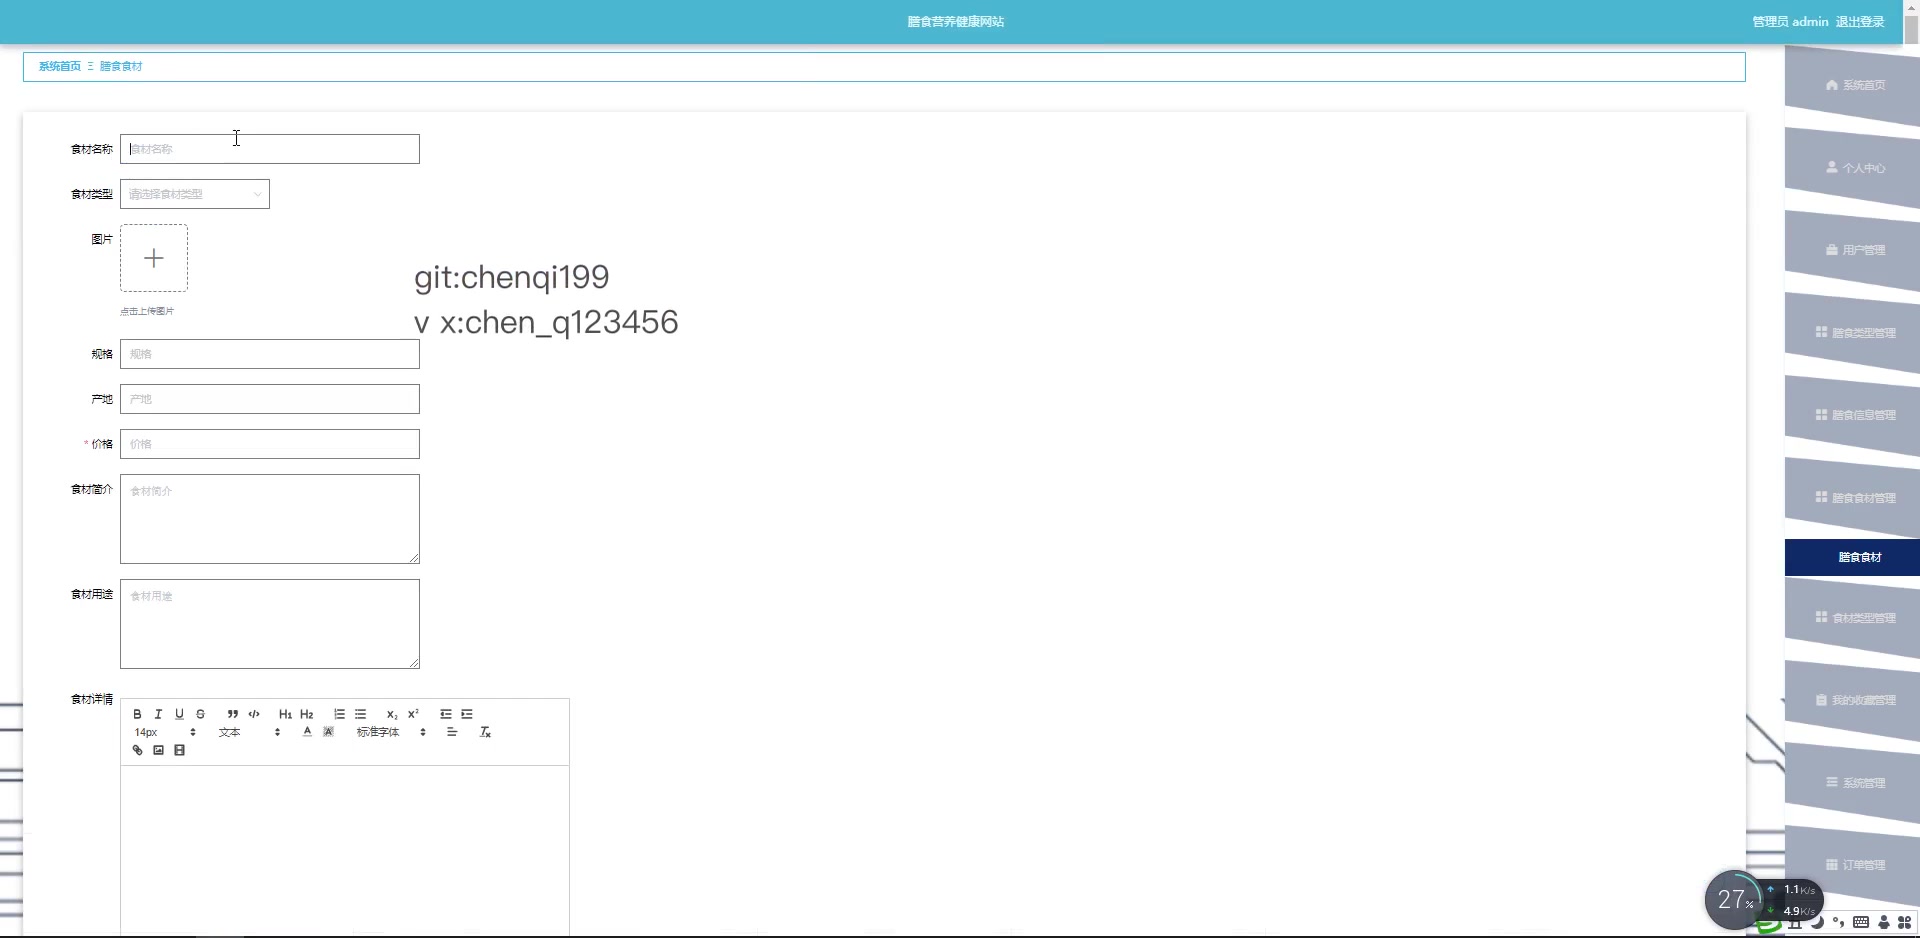 膳食营养健康网站
管理员 admin 退出登录
系统首页 Ξ 膳食食材
食材名称 食材名称
食材类型 请选择食材类型
图片
点击上传图片
git:chenqi199
v x:chen_q123456
规格 规格
产地 产地
* 价格 价格
食材简介 食材简介
食材用途 食材用途
食材详情
B I U S ” </> H1 H2 x₂ x²
14px 文本 A A 标准字体
系统首页
个人中心
用户管理
膳食类型管理
膳食信息管理
膳食食材管理
膳食食材
食材类型管理
我的收藏管理
系统管理
订单管理
27%
1.1K/s
4.9K/s